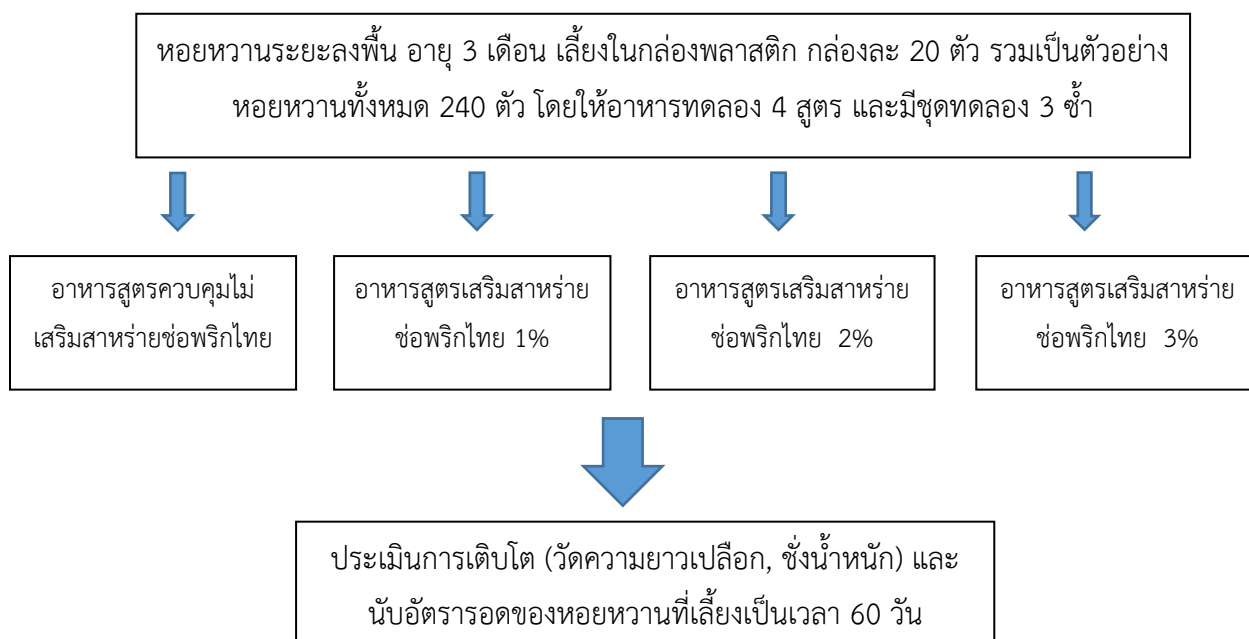 หอยหวานระยะลงพื้น อายุ 3 เดือน เลี้ยงในกล่องพลาสติก กล่องละ 20 ตัว รวมเป็นตัวอย่าง
หอยหวานทั้งหมด 240 ตัว โดยให้อาหารทดลอง 4 สูตร และมีชุดทดลอง 3 ซ้ำ
อาหารสูตรควบคุมไม่
เสริมสาหร่ายช่อพริกไทย
อาหารสูตรเสริมสาหร่าย
ช่อพริกไทย 1%
อาหารสูตรเสริมสาหร่าย
ช่อพริกไทย 2%
อาหารสูตรเสริมสาหร่าย
ช่อพริกไทย 3%
ประเมินการเติบโต (วัดความยาวเปลือก, ชั่งน้ำหนัก) และ
นับอัตรารอดของหอยหวานที่เลี้ยงเป็นเวลา 60 วัน